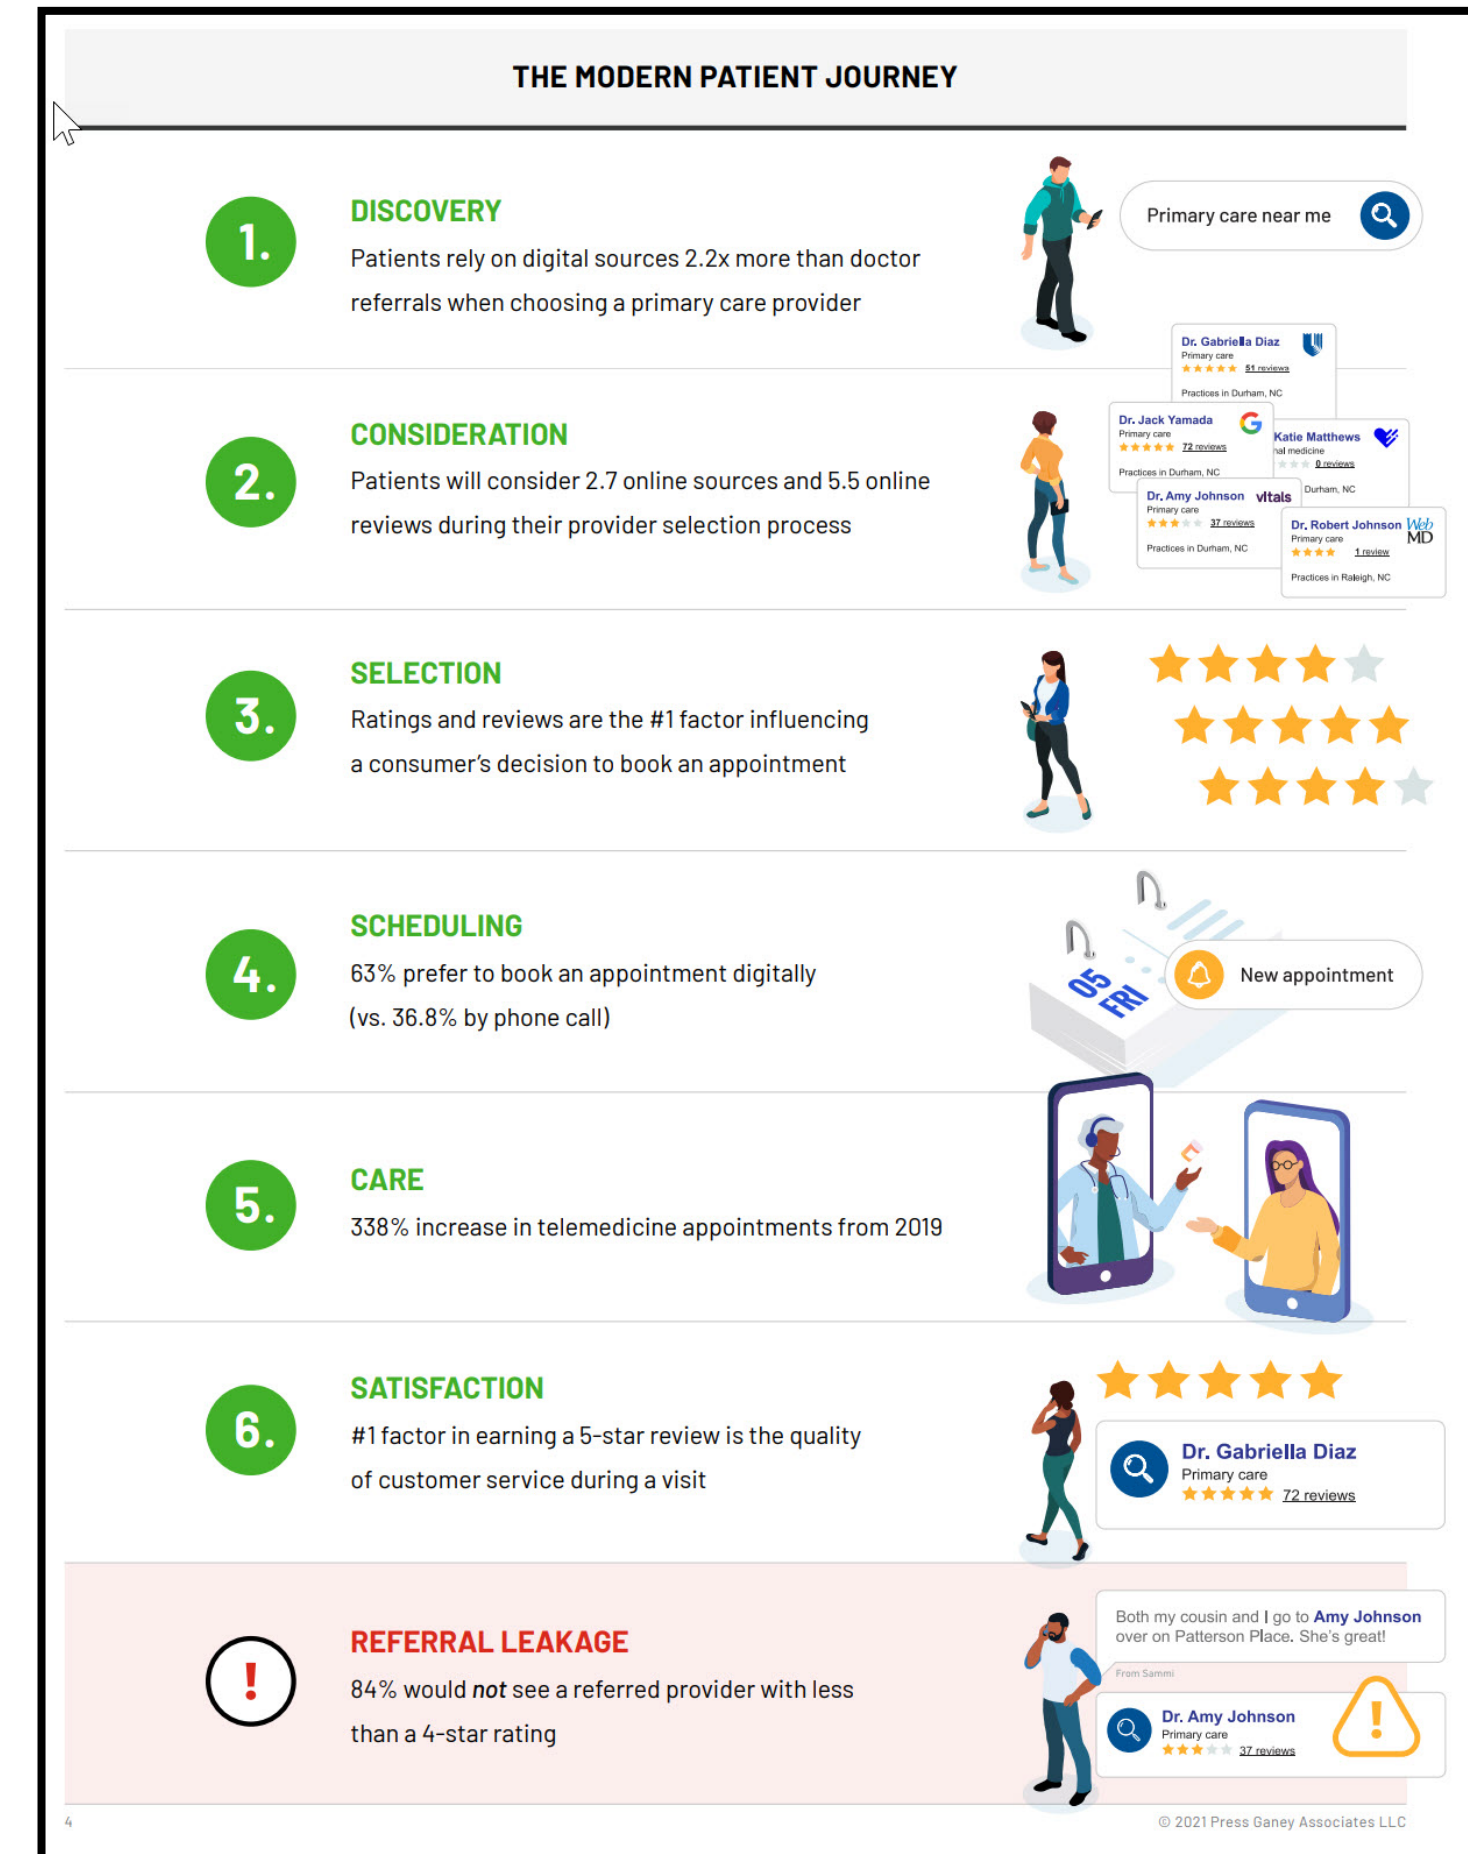 THE MODERN PATIENT JOURNEY
1.
DISCOVERY
Patients rely on digital sources 2.2x more than doctor
referrals when choosing a primary care provider
Primary care near me
2.
CONSIDERATION
Patients will consider 2.7 online sources and 5.5 online
reviews during their provider selection process
Dr. Gabriella Diaz
Primary care
51 reviews
Practices in Durham, NC
Dr. Jack Yamada
Primary care
72 reviews
Practices in Durham, NC
Katie Matthews
nal medicine
0 reviews
Durham, NC
Dr. Amy Johnson vitals
Primary care
37 reviews
Practices in Durham, NC
Dr. Robert Johnson Web
MD
Primary care
1 review
Practices in Raleigh, NC
3.
SELECTION
Ratings and reviews are the #1 factor influencing
a consumer's decision to book an appointment
4.
SCHEDULING
63% prefer to book an appointment digitally
(vs. 36.8% by phone call)
05
FRI
New appointment
5.
CARE
338% increase in telemedicine appointments from 2019
6.
SATISFACTION
#1 factor in earning a 5-star review is the quality
of customer service during a visit
Dr. Gabriella Diaz
Primary care
72 reviews
!
REFERRAL LEAKAGE
84% would not see a referred provider with less
than a 4-star rating
Both my cousin and I go to Amy Johnson
over on Patterson Place. She's great!
From Sammi
Dr. Amy Johnson
Primary care
37 reviews
!
4
© 2021 Press Ganey Associates LLC